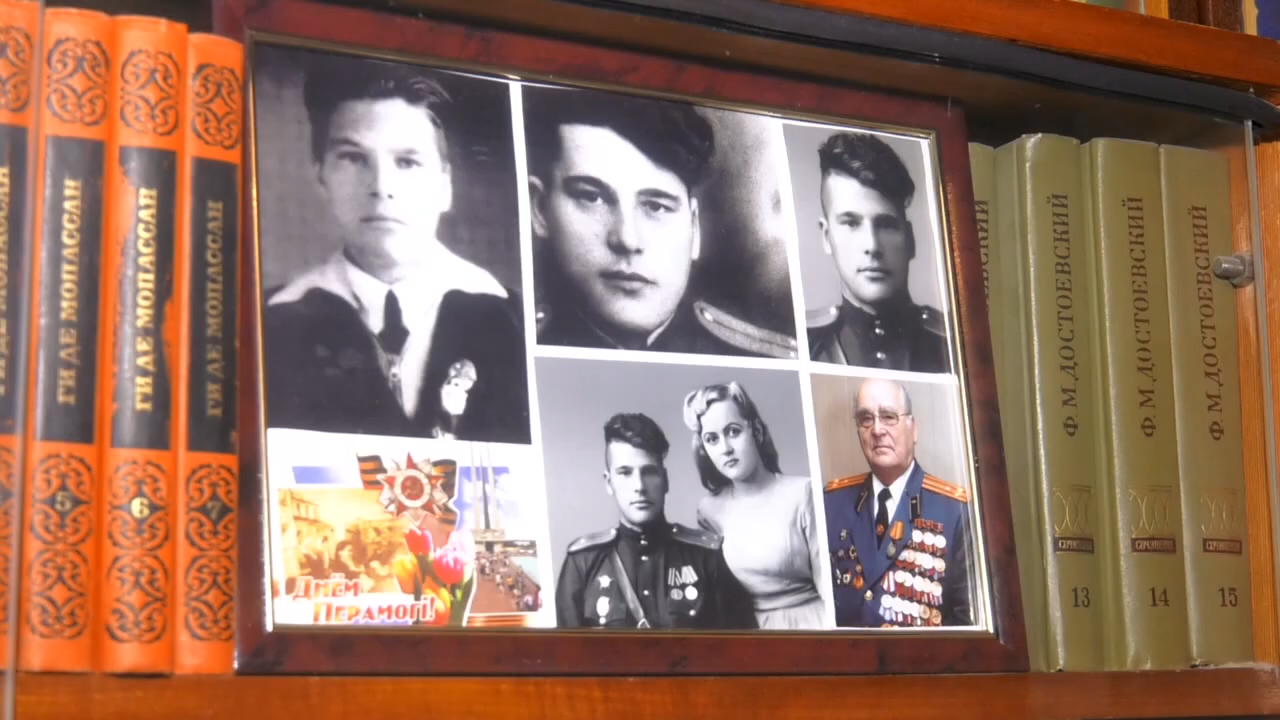 ГИ ДЕ МОПАССАН
5
ГИ ДЕ МОПАССАН
6
ГИ ДЕ МОПАССАН
7
Днём
Перамогі!
Ф. М. ДОСТОЕВСКИЙ
13
Ф. М. ДОСТОЕВСКИЙ
14
Ф. М. ДОСТОЕВСКИЙ
15